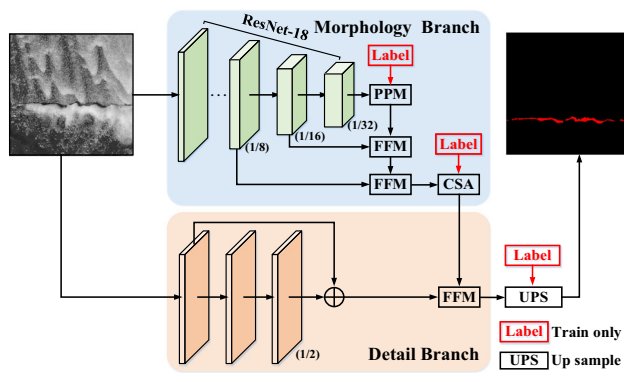 ResNet-18
Morphology Branch
Label
PPM
(1/8)
(1/16)
(1/32)
FFM
Label
FFM
CSA
Label
FFM
UPS
(1/2)
Detail Branch
Label Train only
UPS Up sample